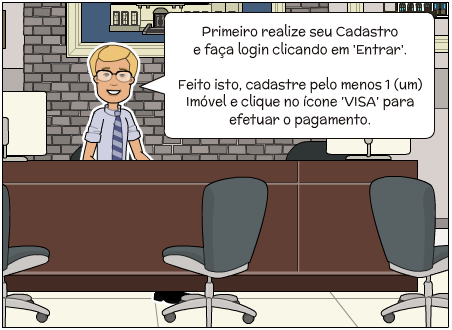 Primeiro realize seu Cadastro
e faça login clicando em 'Entrar'.
Feito isto, cadastre pelo menos 1 (um)
Imóvel e clique no ícone 'VISA' para
efetuar o pagamento.